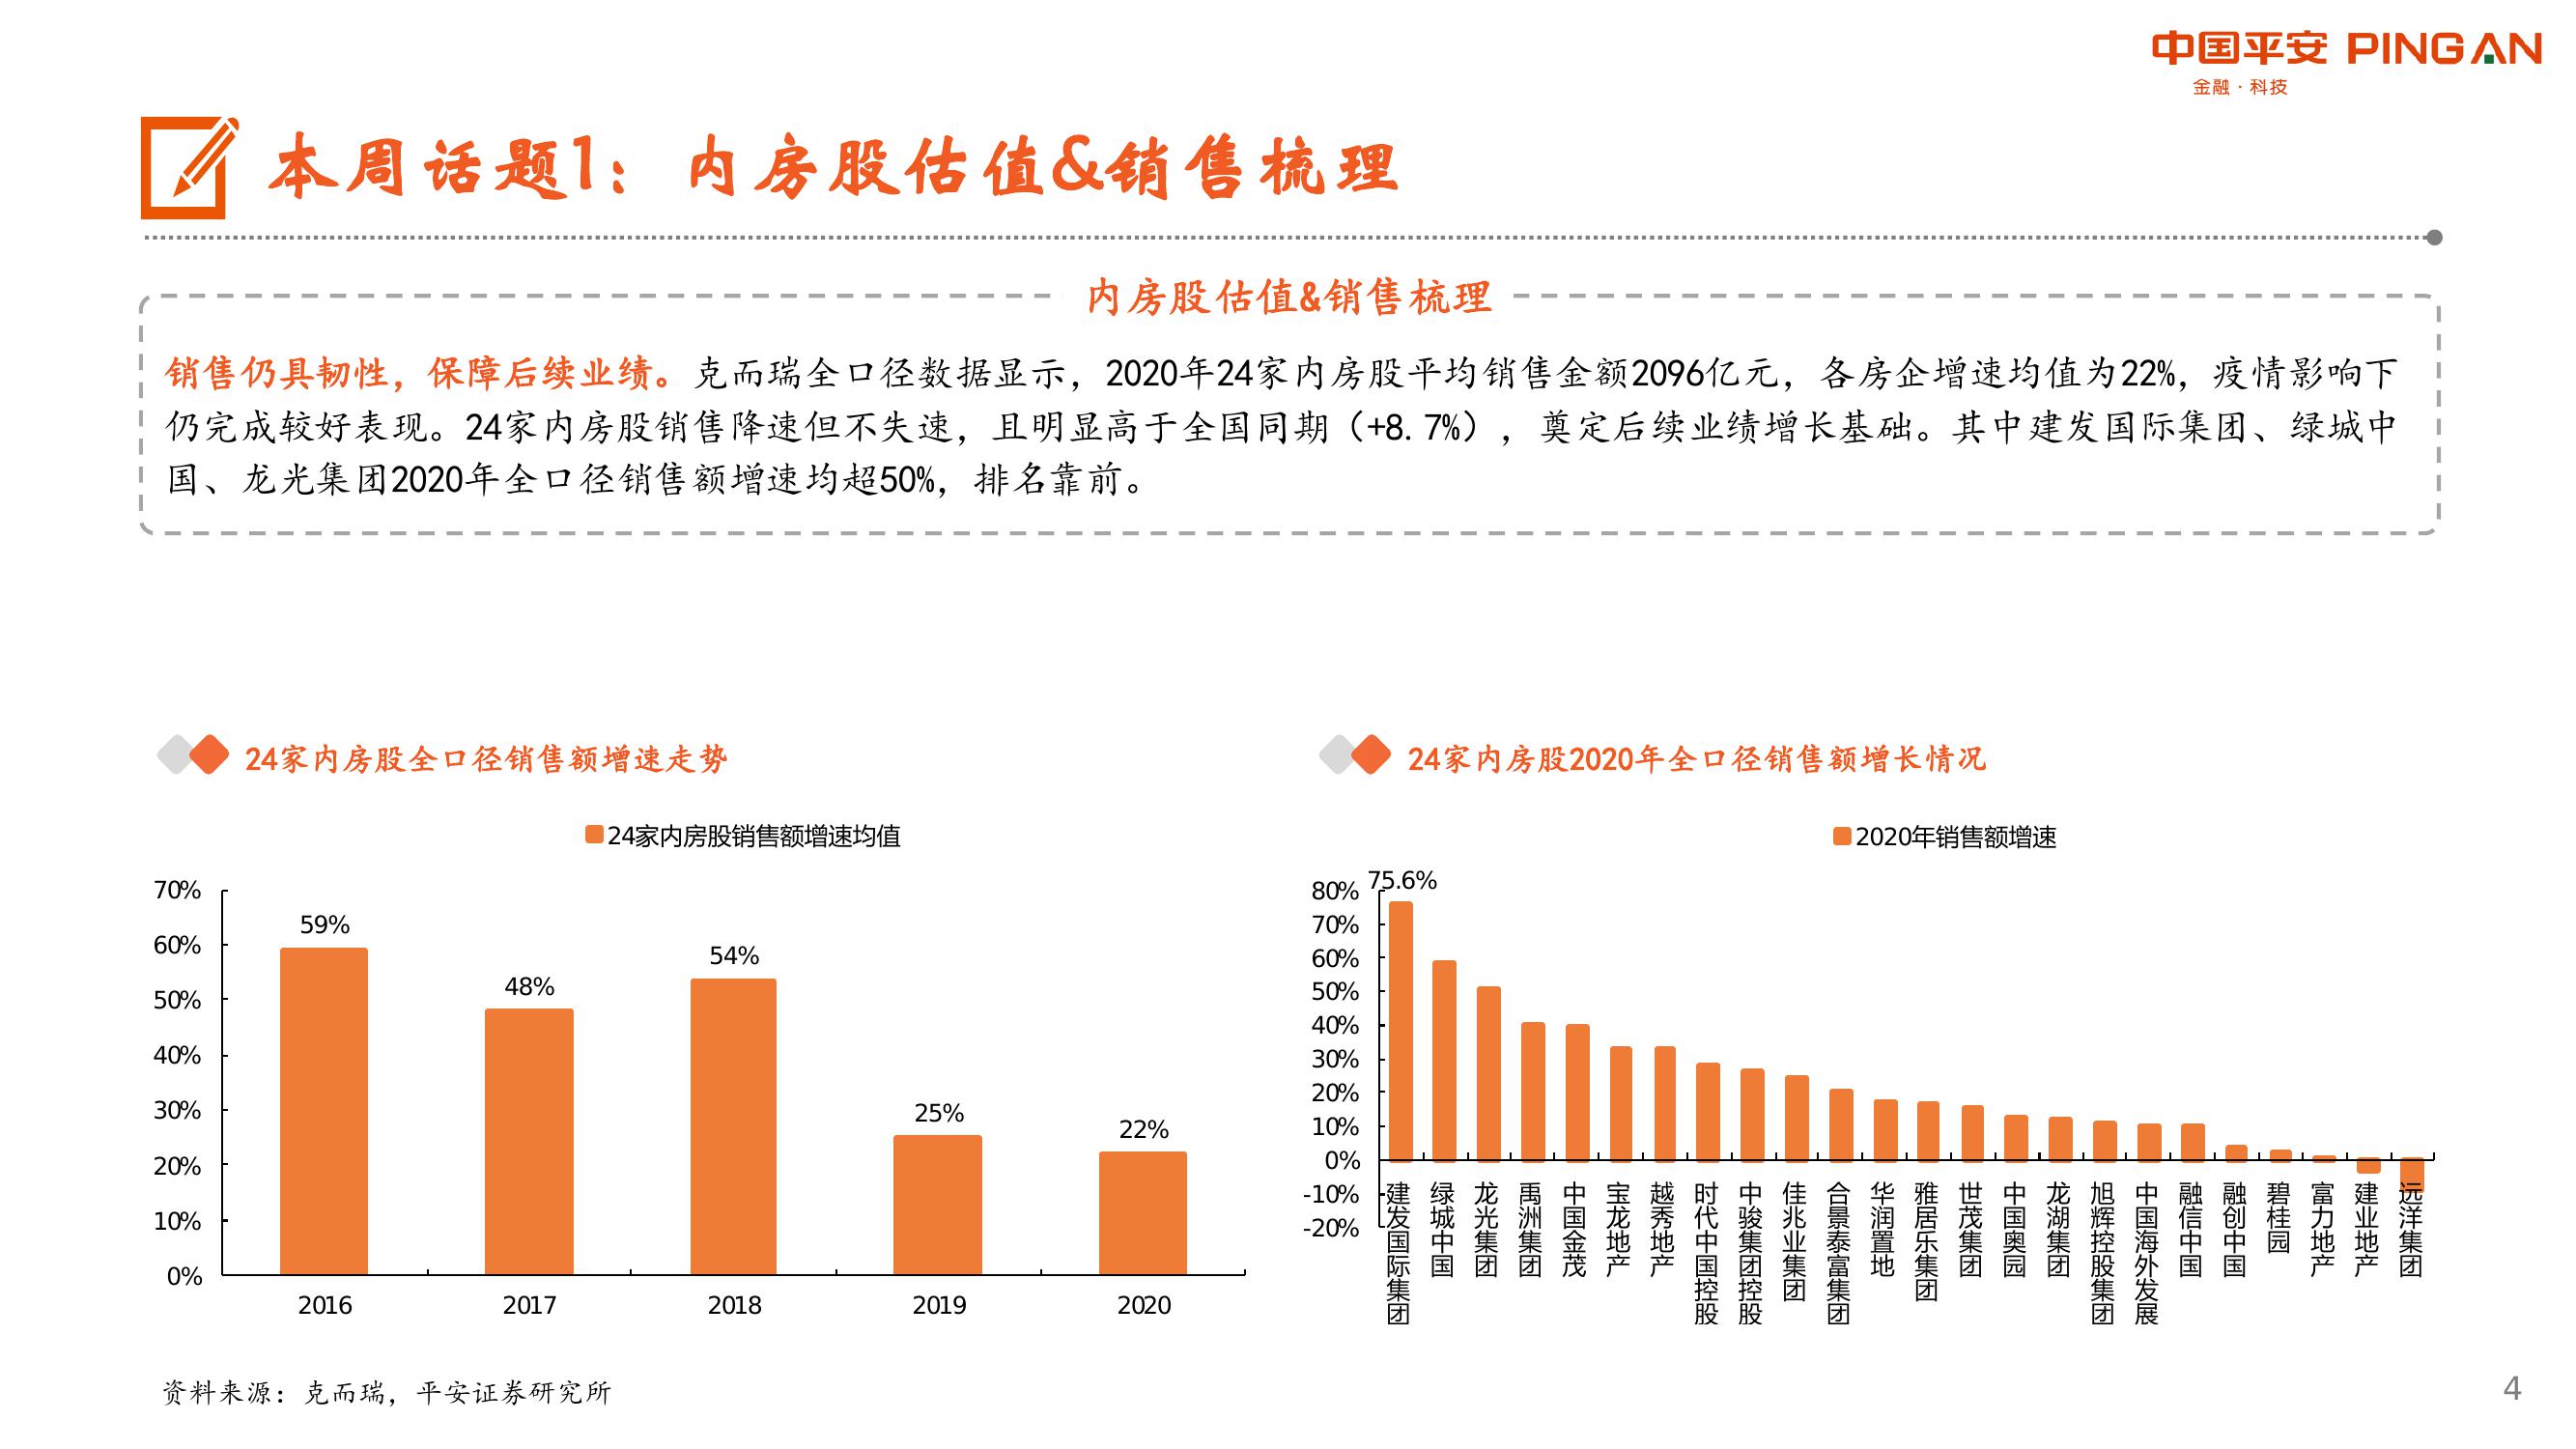 中国平安 PINGAN
金融·科技
本周话题1：内房股估值&销售梳理
内房股估值&销售梳理
销售仍具韧性，保障后续业绩。克而瑞全口径数据显示，2020年24家内房股平均销售金额2096亿元，各房企增速均值为22%，疫情影响下
仍完成较好表现。24家内房股销售降速但不失速，且明显高于全国同期（+8.7%），奠定后续业绩增长基础。其中建发国际集团、绿城中
国、龙光集团2020年全口径销售额增速均超50%，排名靠前。
24家内房股全口径销售额增速走势
24家内房股销售额增速均值
70%
60%
50%
40%
30%
20%
10%
0%
59%
48%
54%
25%
22%
2016
2017
2018
2019
2020
24家内房股2020年全口径销售额增长情况
2020年销售额增速
75.6%
80%
70%
60%
50%
40%
30%
20%
10%
0%
-10%
-20%
建发国际集团
绿城中国
龙光集团
禹洲集团
中国金茂
宝龙地产
越秀地产
时代中国控股
中骏集团控股
佳兆业集团
合景泰富集团
华润置地
雅居乐集团
世茂集团
中国奥园
龙湖集团
旭辉控股集团
中国海外发展
融信中国
融创中国
碧桂园
富力地产
建业地产
远洋集团
资料来源：克而瑞，平安证券研究所
4